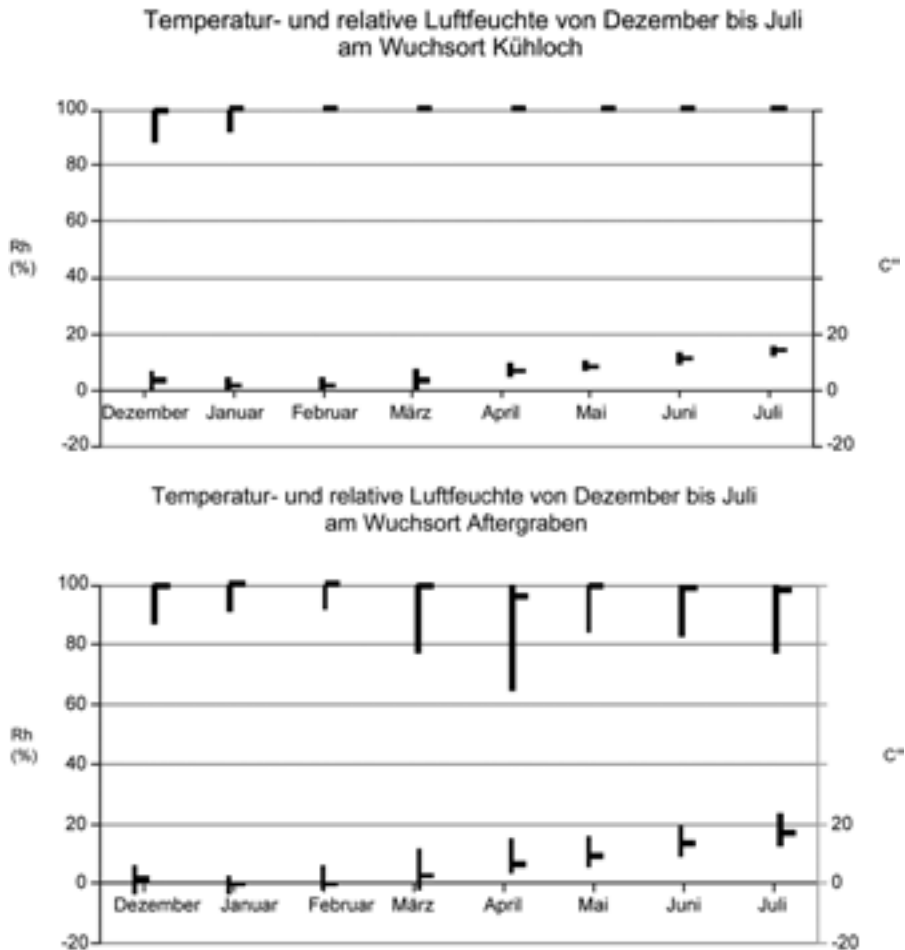 Temperatur- und relative Luftfeuchte von Dezember bis Juli
am Wuchsort Kühloch
100
80
60
Rh
(%)
C°
40
20
20
0
0
Dezember Januar Februar März April Mai Juni Juli
-20
-20
Temperatur- und relative Luftfeuchte von Dezember bis Juli
am Wuchsort Aftergraben
100
80
60
Rh
(%)
C°
40
20
20
0
0
Dezember Januar Februar März April Mai Juni Juli
-20
-20